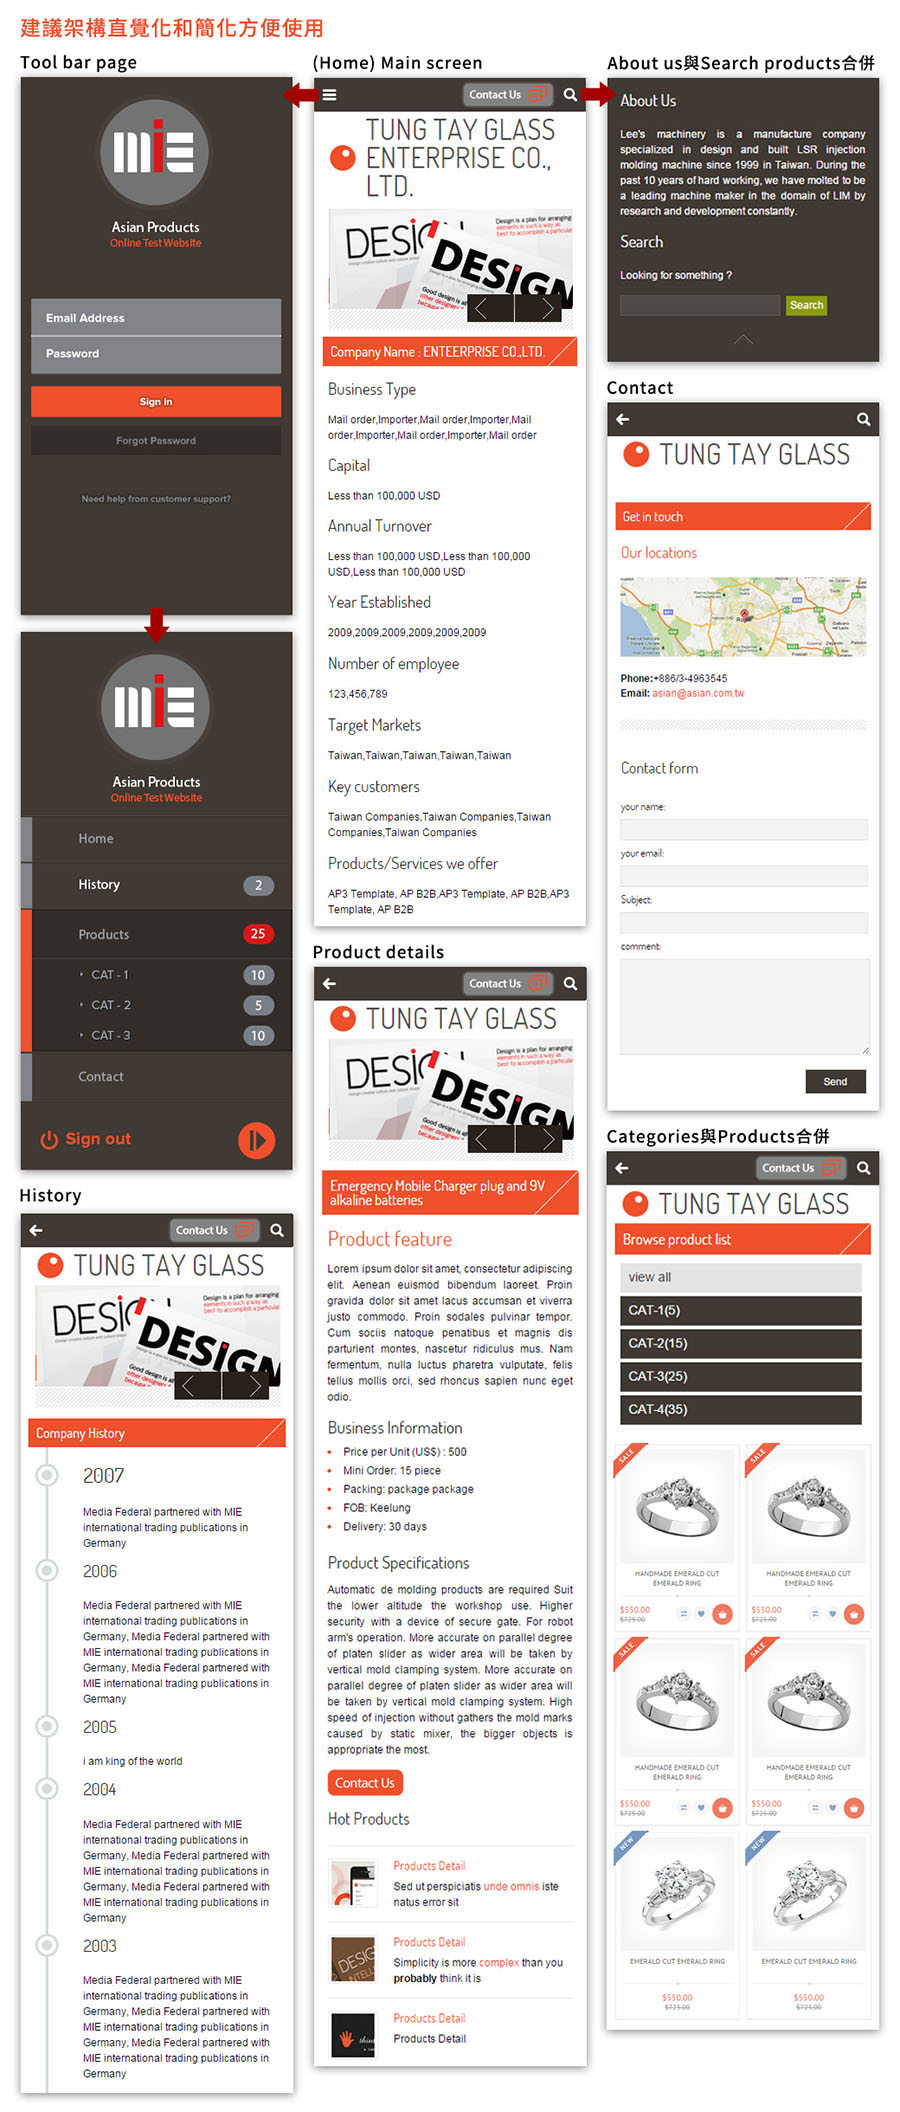 建議架構直覺化和簡化方便使用
Tool bar page
MiE
Asian Products
Online Test Website
Email Address
Password
Sign in
Forgot Password
Need help from customer support?
MiE
Asian Products
Online Test Website
Home
History 2
Products 25
CAT - 1 10
CAT - 2 5
CAT - 3 10
Contact
Sign out
History
Contact Us
TUNG TAY GLASS
DESIGN
DESIGN
Company History
2007
Media Federal partnered with MIE
international trading publications in
Germany
2006
Media Federal partnered with MIE
international trading publications in
Germany, Media Federal partnered with
MIE international trading publications in
Germany, Media Federal partnered with
MIE international trading publications in
Germany
2005
i am king of the world
2004
Media Federal partnered with MIE
international trading publications in
Germany, Media Federal partnered with
MIE international trading publications in
Germany, Media Federal partnered with
MIE international trading publications in
Germany
2003
Media Federal partnered with MIE
international trading publications in
Germany, Media Federal partnered with
MIE international trading publications in
Germany, Media Federal partnered with
MIE international trading publications in
Germany
(Home) Main screen
Contact Us
TUNG TAY GLASS
ENTERPRISE CO.,
LTD.
Design is a plan for arranging
elements in such a way as
best to accomplish a particular
DESIGN
DESIGN
Good design is
other designers
Company Name : ENTEERPRISE CO.,LTD.
Business Type
Mail order,Importer,Mail order,Importer,Mail
order,Importer,Mail order,Importer,Mail order
Capital
Less than 100,000 USD
Annual Turnover
Less than 100,000 USD,Less than 100,000
USD,Less than 100,000 USD
Year Established
2009,2009,2009,2009,2009,2009
Number of employee
123,456,789
Target Markets
Taiwan,Taiwan,Taiwan,Taiwan,Taiwan
Key customers
Taiwan Companies,Taiwan Companies,Taiwan
Companies,Taiwan Companies
Products/Services we offer
AP3 Template, AP B2B,AP3 Template, AP B2B,AP3
Template, AP B2B
Product details
Contact Us
TUNG TAY GLASS
DESIGN
DESIGN
Emergency Mobile Charger plug and 9V
alkaline batteries
Product feature
Lorem ipsum dolor sit amet, consectetur adipiscing
elit. Aenean euismod bibendum laoreet. Proin
gravida dolor sit amet lacus accumsan et viverra
justo commodo. Proin sodales pulvinar tempor.
Cum sociis natoque penatibus et magnis dis
parturient montes, nascetur ridiculus mus. Nam
fermentum, nulla luctus pharetra vulputate, felis
tellus mollis orci, sed rhoncus sapien nunc eget
odio.
Business Information
Price per Unit (US$) : 500
Mini Order: 15 piece
Packing: package package
FOB: Keelung
Delivery: 30 days
Product Specifications
Automatic de molding products are required Suit
the lower altitude the workshop use. Higher
security with a device of secure gate. For robot
arm's operation. More accurate on parallel degree
of platen slider as wider area will be taken by
vertical mold clamping system. More accurate on
parallel degree of platen slider as wider area will
be taken by vertical mold clamping system. High
speed of injection without gathers the mold marks
caused by static mixer, the bigger objects is
appropriate the most.
Contact Us
Hot Products
Products Detail
Sed ut perspiciatis unde omnis iste
natus error sit
Products Detail
Simplicity is more complex than you
probably think it is
Products Detail
Products Detail
About us與Search products合併
About Us
Lee's machinery is a manufacture company
specialized in design and built LSR injection
molding machine since 1999 in Taiwan. During the
past 10 years of hard working, we have molted to be
a leading machine maker in the domain of LIM by
research and development constantly.
Search
Looking for something ?
Search
Contact
TUNG TAY GLASS
Get in touch
Our locations
Phone:+886/3-4963545
Email: asian@asian.com.tw
Contact form
your name:
your email:
Subject:
comment:
Send
Categories與Products合併
Contact Us
TUNG TAY GLASS
Browse product list
view all
CAT-1(5)
CAT-2(15)
CAT-3(25)
CAT-4(35)
SALE SALE
HANDMADE EMERALD CUT HANDMADE EMERALD CUT
EMERALD RING EMERALD RING
$550.00 $550.00
$725.00 $725.00
SALE SALE
HANDMADE EMERALD CUT HANDMADE EMERALD CUT
EMERALD RING EMERALD RING
$550.00 $550.00
$725.00 $725.00
NEW NEW
EMERALD CUT EMERALD RING EMERALD CUT EMERALD RING
$550.00 $550.00
$725.00 $725.00